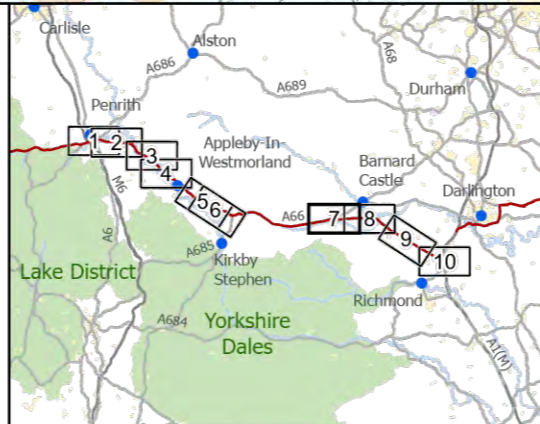 Carlisle
Alston
A68
A686
A689
Durham
Penrith
1
2
3
4
5
6
7
8
9
10
Appleby-In
Westmorland
Barnard
Castle
Darlington
M6
A6
A66
A685
Kirkby
Stephen
Lake District
Richmond
A684
Yorkshire
Dales
A1(M)